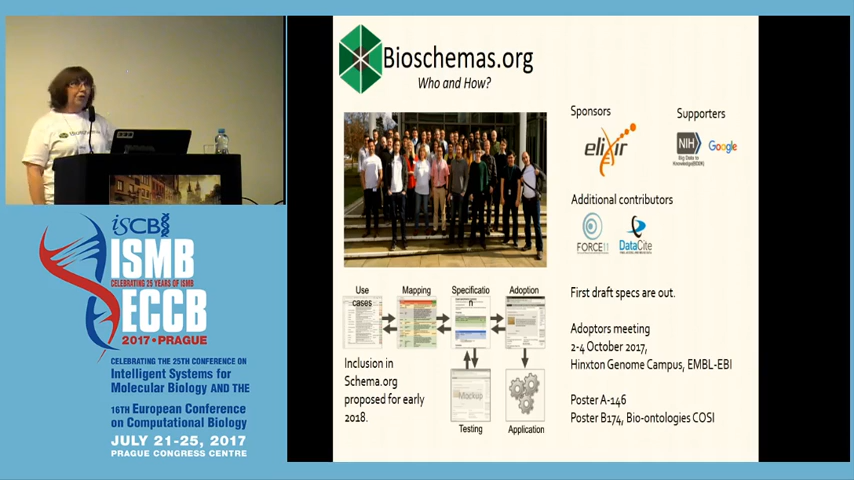 Bioschemas.org
Who and How?
Sponsors
Supporters
elixir
NIH
Big Data to
Knowledge
Google
Additional contributors
FORCE11
DataCite
Use
cases
Mapping
Specificatio
n
Adoption
Mockup
Testing
Application
First draft specs are out.
Adoptors meeting
2-4 October 2017,
Hinxton Genome Campus, EMBL-EBI
Inclusion in
Schema.org
proposed for early
2018.
Poster A-146
Poster B174, Bio-ontologies COSI
iSCB
ISMB
CELEBRATING 25 YEARS OF ISMB
ECCB
2017 • PRAGUE
CELEBRATING THE 25TH CONFERENCE ON
Intelligent Systems for
Molecular Biology AND THE
16TH European Conference
on Computational Biology
JULY 21-25, 2017
PRAGUE CONGRESS CENTRE